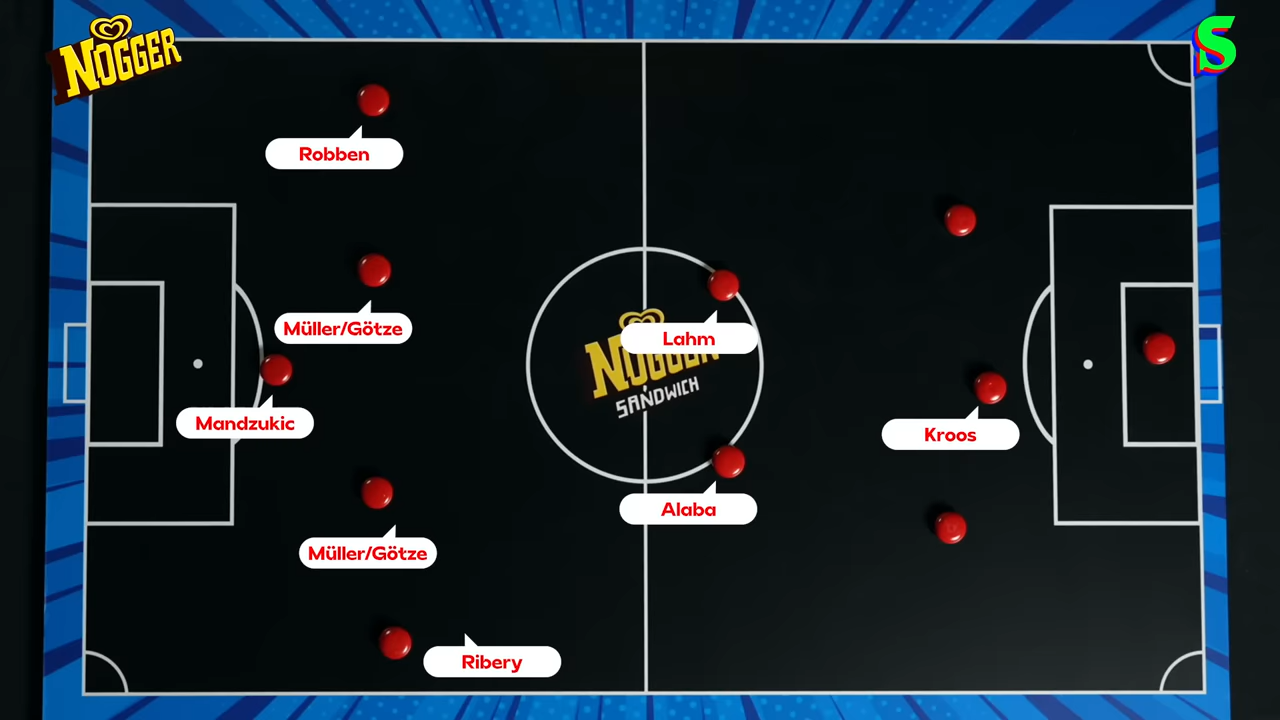 NOGGER
S
Robben
Müller/Götze
Lahm
NOGGER
SANDWICH
Mandzukic
Kroos
Alaba
Müller/Götze
Ribery